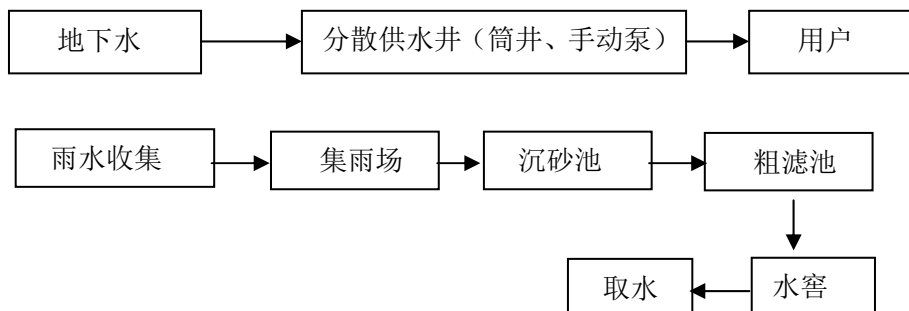 地下水 分散供水井（筒井、手动泵） 用户
雨水收集 集雨场 沉砂池 粗滤池
取水 水窖